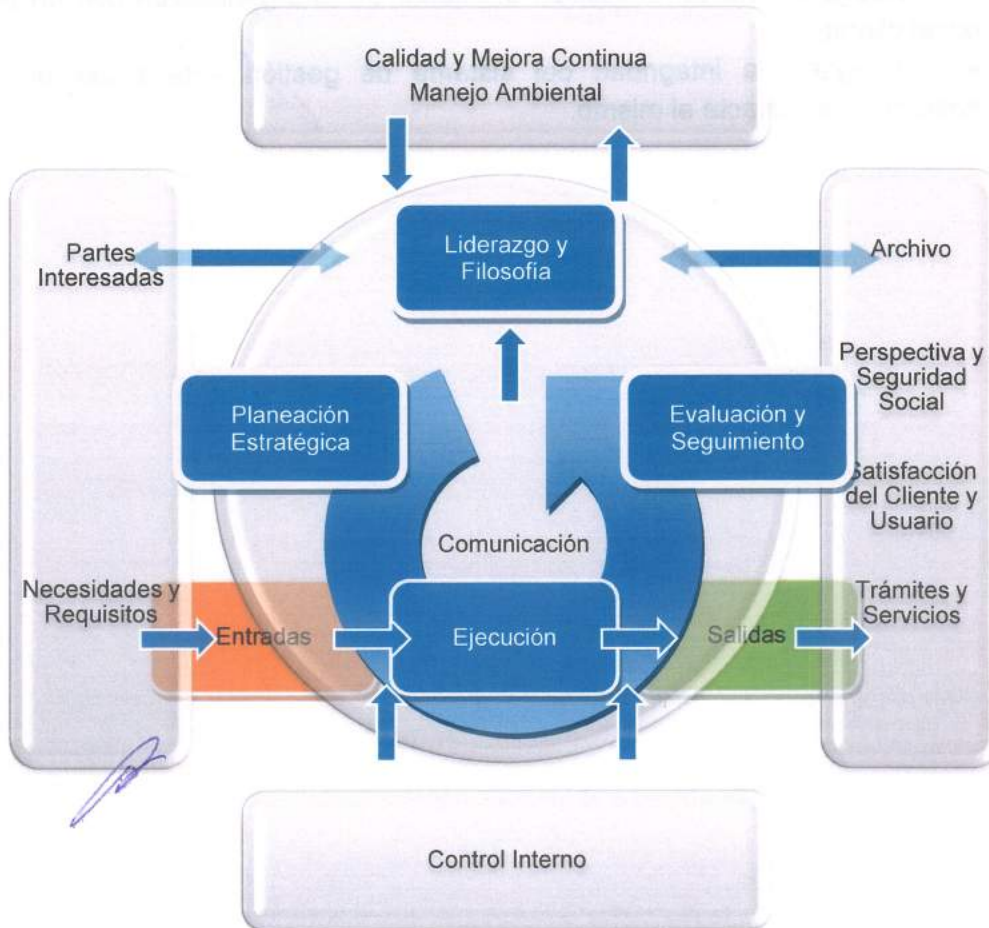 Calidad y Mejora Continua
Manejo Ambiental
Partes
Interesadas
Liderazgo y
Filosofía
Archivo
Perspectiva y
Seguridad
Social
Planeación
Estratégica
Evaluación y
Seguimiento
Satisfacción
del Cliente y
Usuario
Comunicación
Necesidades y
Requisitos
Entradas
Ejecución
Salidas
Trámites y
Servicios
Control Interno